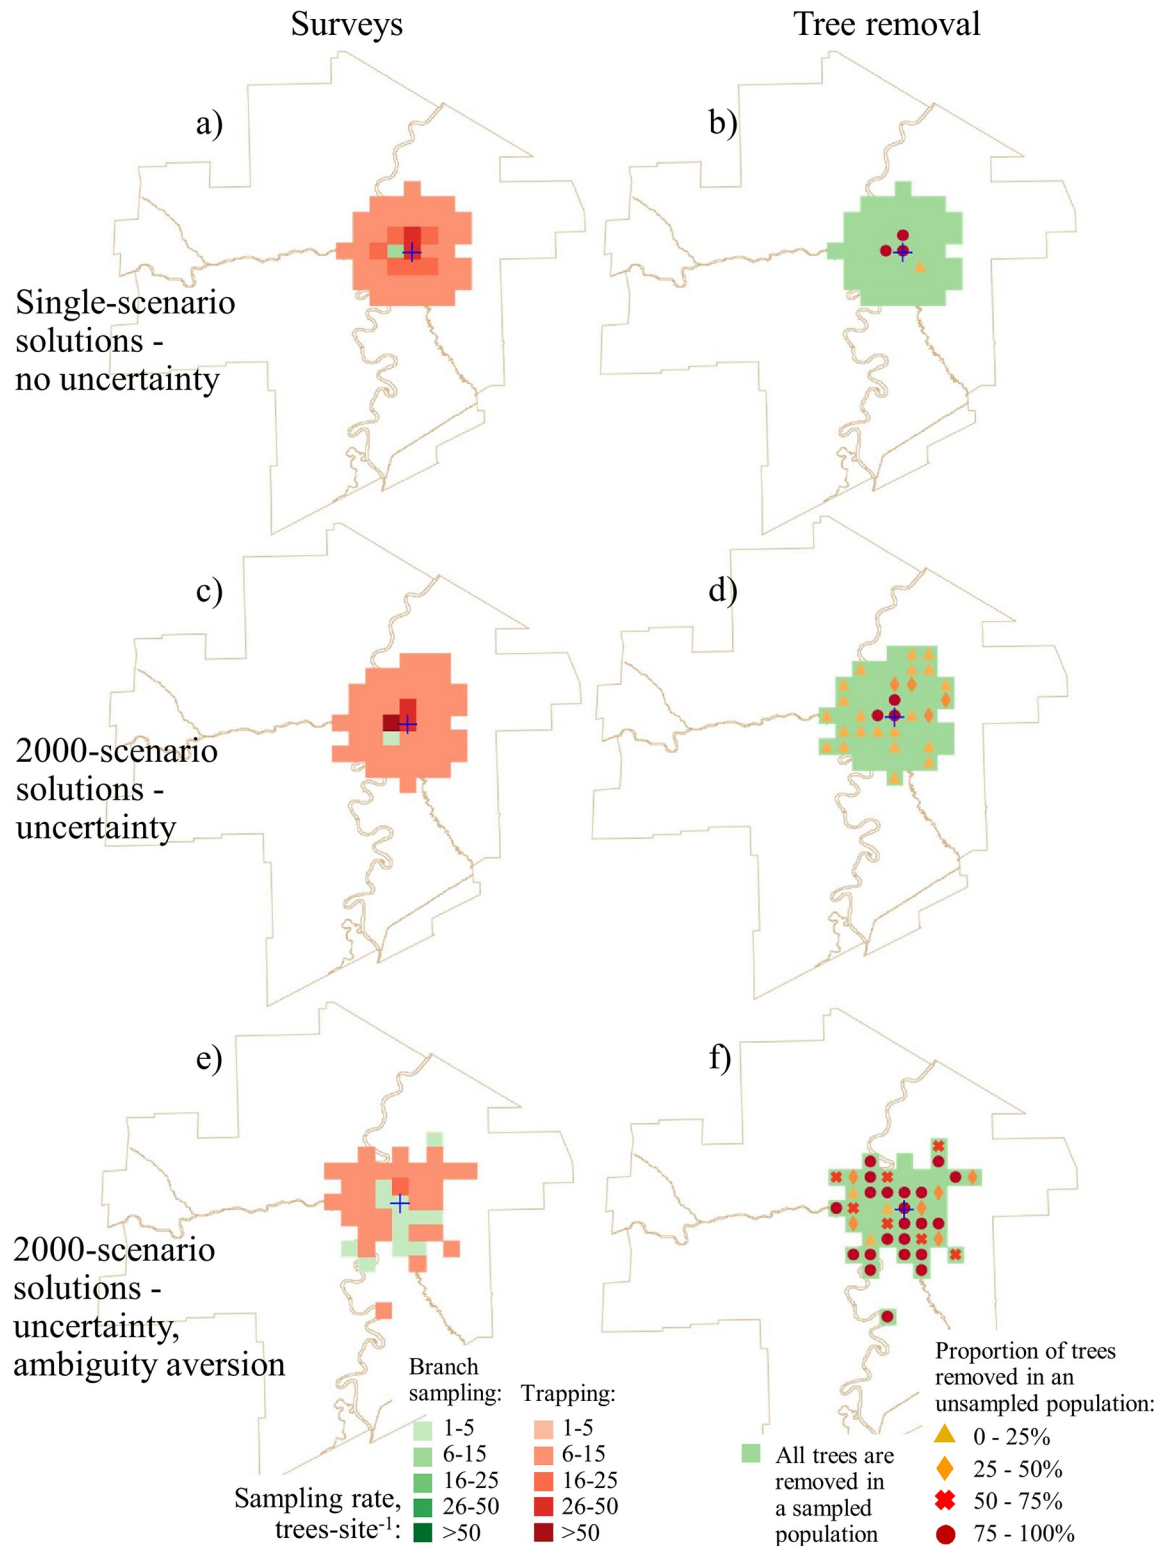 Surveys
Tree removal
a)
b)
Single-scenario
solutions -
no uncertainty
c)
d)
2000-scenario
solutions -
uncertainty
e)
f)
2000-scenario
solutions -
uncertainty,
ambiguity aversion
Branch
sampling:
Trapping:
1-5
6-15
16-25
26-50
>50
1-5
6-15
16-25
26-50
>50
Sampling rate,
trees-site⁻¹:
All trees are
removed in
a sampled
population
Proportion of trees
removed in an
unsampled population:
0 - 25%
25 - 50%
50 - 75%
75 - 100%